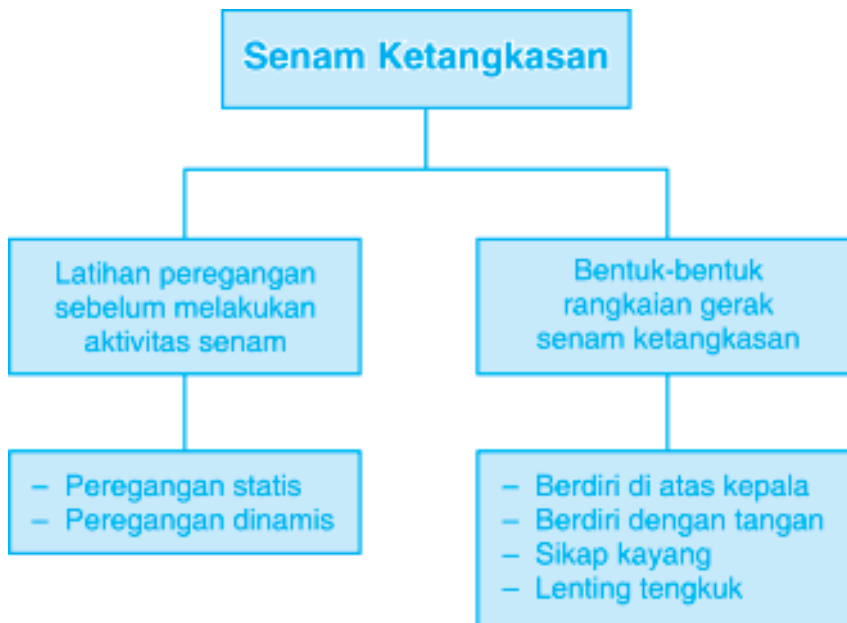 Senam Ketangkasan
Latihan peregangan
sebelum melakukan
aktivitas senam
Bentuk-bentuk
rangkaian gerak
senam ketangkasan
– Peregangan statis
– Peregangan dinamis
– Berdiri di atas kepala
– Berdiri dengan tangan
– Sikap kayang
– Lenting tengkuk